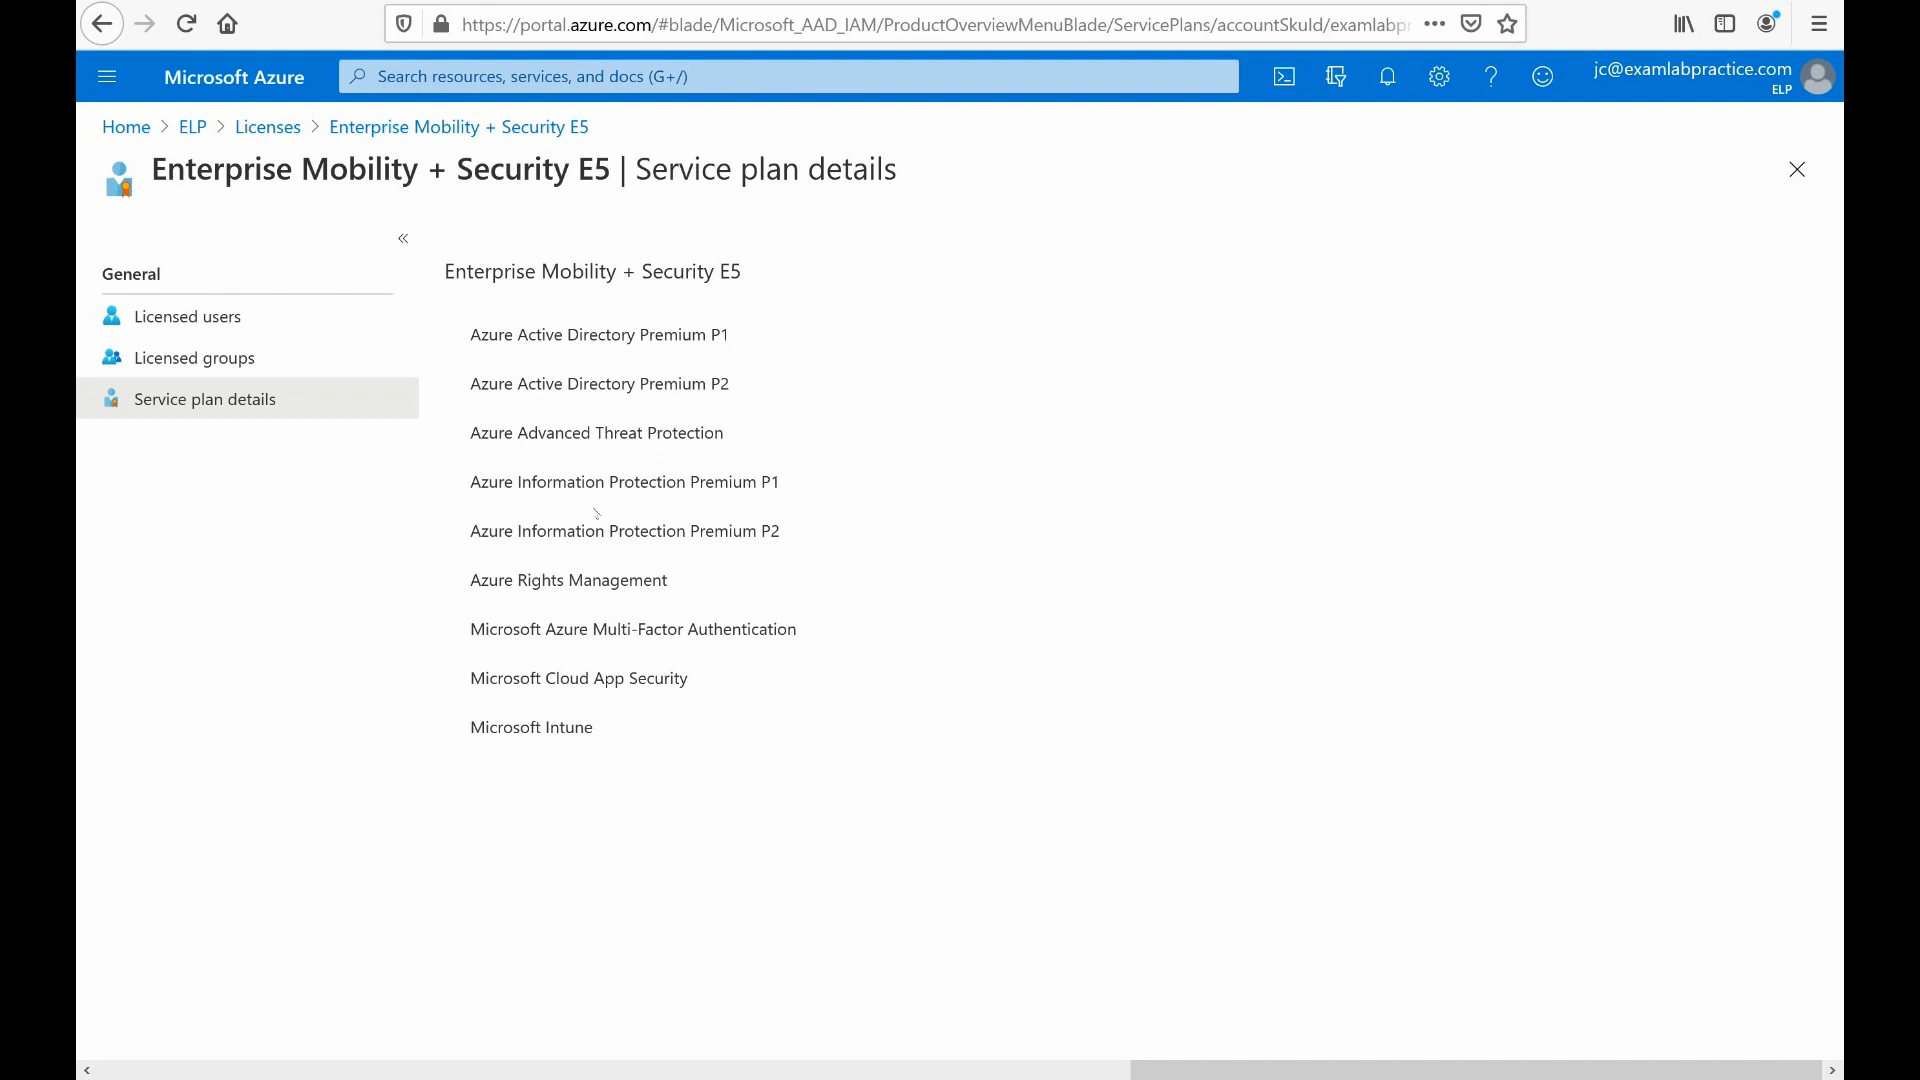 https://portal.azure.com/#blade/Microsoft_AAD_IAM/ProductOverviewMenuBlade/ServicePlans/accountSkuId/examlabpr
Microsoft Azure
Search resources, services, and docs (G+/)
jc@examlabpractice.com
ELP
Home > ELP > Licenses > Enterprise Mobility + Security E5
Enterprise Mobility + Security E5 | Service plan details
General
Licensed users
Licensed groups
Service plan details
Enterprise Mobility + Security E5
Azure Active Directory Premium P1
Azure Active Directory Premium P2
Azure Advanced Threat Protection
Azure Information Protection Premium P1
Azure Information Protection Premium P2
Azure Rights Management
Microsoft Azure Multi-Factor Authentication
Microsoft Cloud App Security
Microsoft Intune